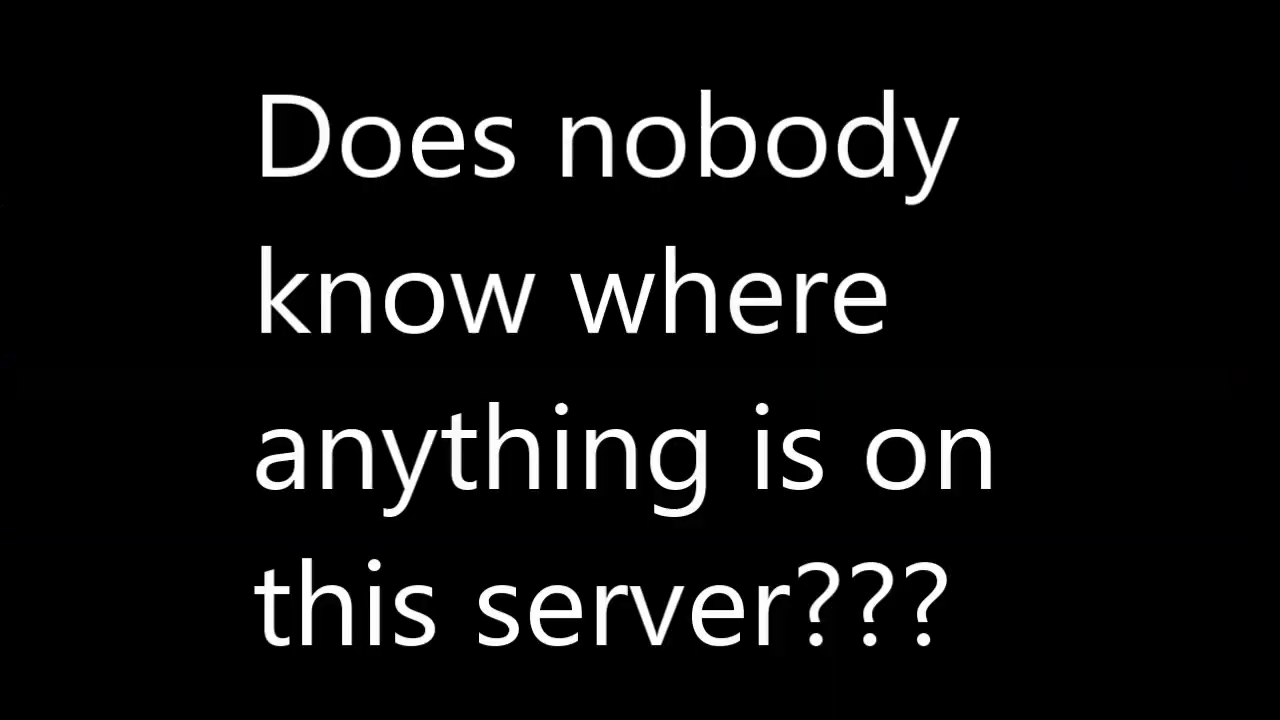 Does nobody
know where
anything is on
this server???